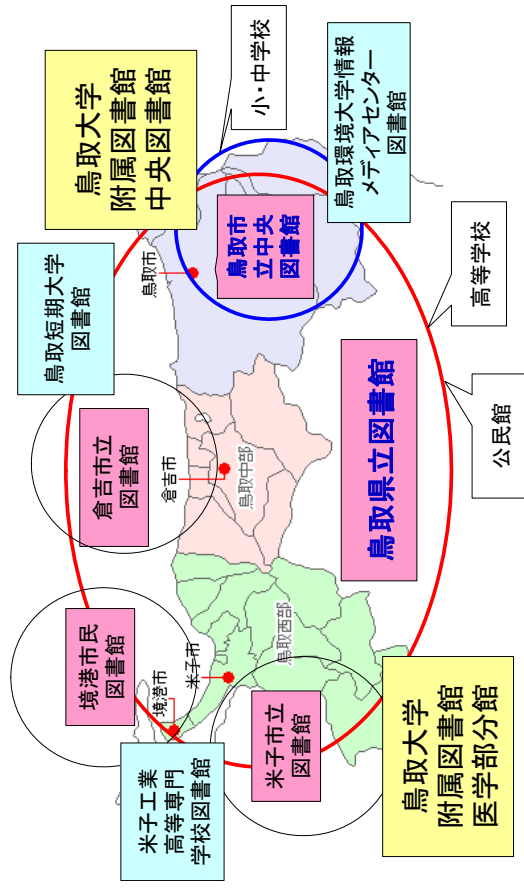 米子工業
高等専門
学校図書館
境港市民
図書館
倉吉市立
図書館
鳥取短期大学
図書館
鳥取大学
附属図書館
中央図書館
小・中学校
境港市
米子市
倉吉市
鳥取市
鳥取西部
鳥取中部
米子市立
図書館
鳥取市
立中央
図書館
鳥取環境大学情報
メディアセンター
図書館
鳥取県立図書館
鳥取大学
附属図書館
医学部分館
公民館
高等学校